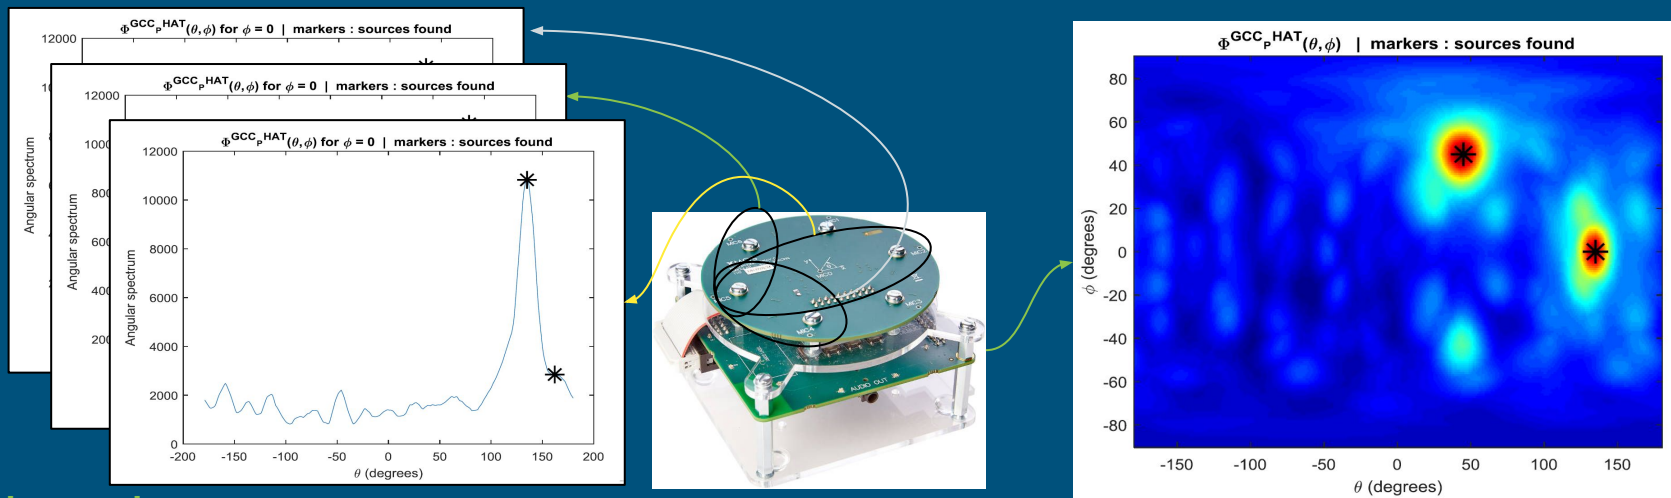 Φ^GCC_P^HAT(θ,ϕ) for ϕ = 0 | markers : sources found
12000
Angular spectrum
Φ^GCC_P^HAT(θ,ϕ) for ϕ = 0 | markers : sources found
12000
Angular spectrum
Φ^GCC_P^HAT(θ,ϕ) for ϕ = 0 | markers : sources found
12000
10000
8000
6000
4000
2000
0
Angular spectrum
-200 -150 -100 -50 0 50 100 150 200
θ (degrees)
MIC3
MIC4
AUDIO OUT
Φ^GCC_P^HAT(θ,ϕ) | markers : sources found
80
60
40
20
0
-20
-40
-60
-80
ϕ (degrees)
-150 -100 -50 0 50 100 150
θ (degrees)